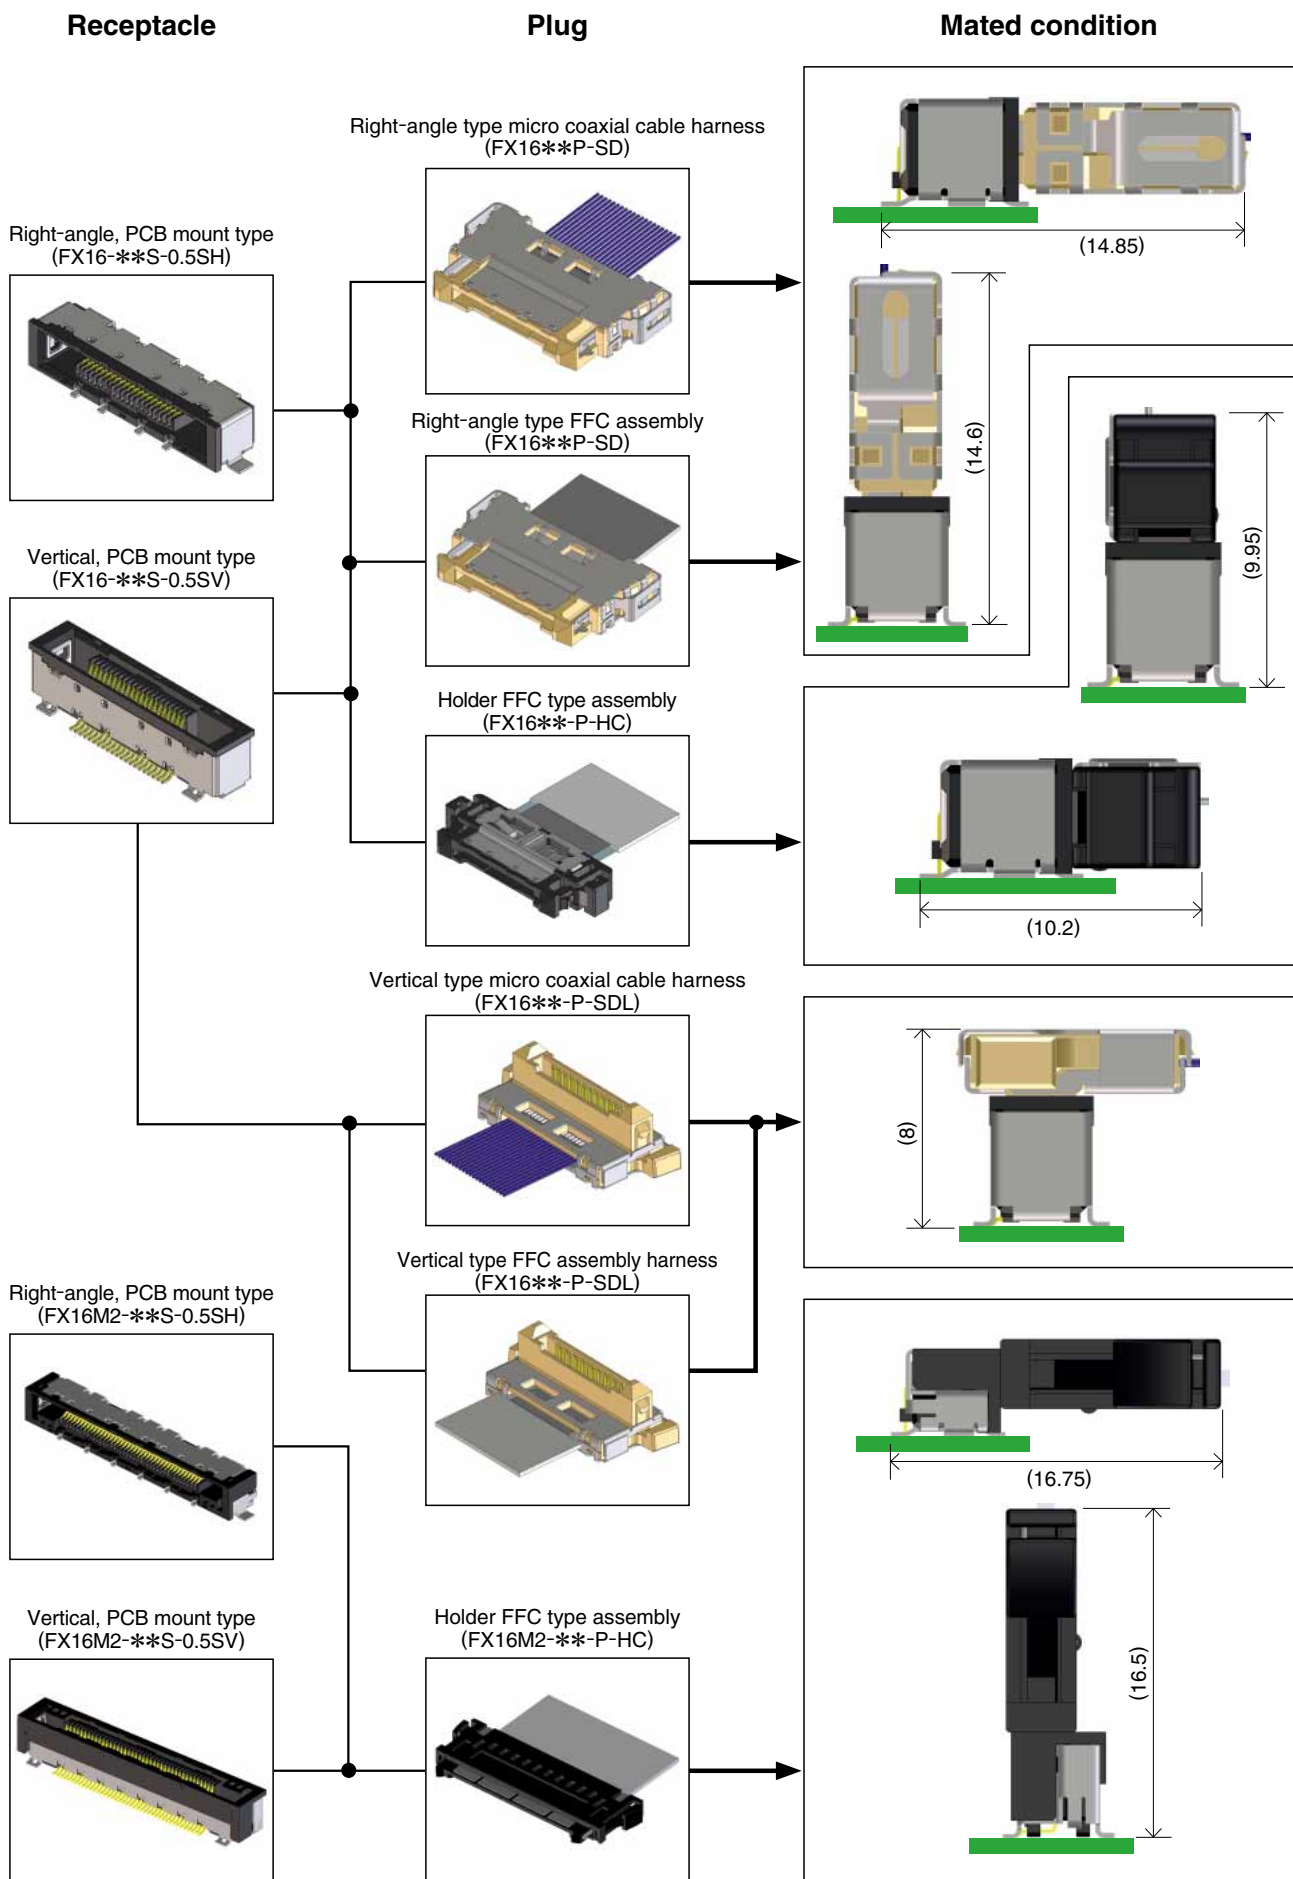 Receptacle
Plug
Mated condition
Right-angle type micro coaxial cable harness
(FX16**P-SD)
(14.85)
Right-angle, PCB mount type
(FX16-**S-0.5SH)
(14.6)
Right-angle type FFC assembly
(FX16**P-SD)
(9.95)
Vertical, PCB mount type
(FX16-**S-0.5SV)
Holder FFC type assembly
(FX16**-P-HC)
(10.2)
Vertical type micro coaxial cable harness
(FX16**-P-SDL)
(8)
Vertical type FFC assembly harness
(FX16**-P-SDL)
Right-angle, PCB mount type
(FX16M2-**S-0.5SH)
(16.75)
Vertical, PCB mount type
(FX16M2-**S-0.5SV)
Holder FFC type assembly
(FX16M2-**-P-HC)
(16.5)